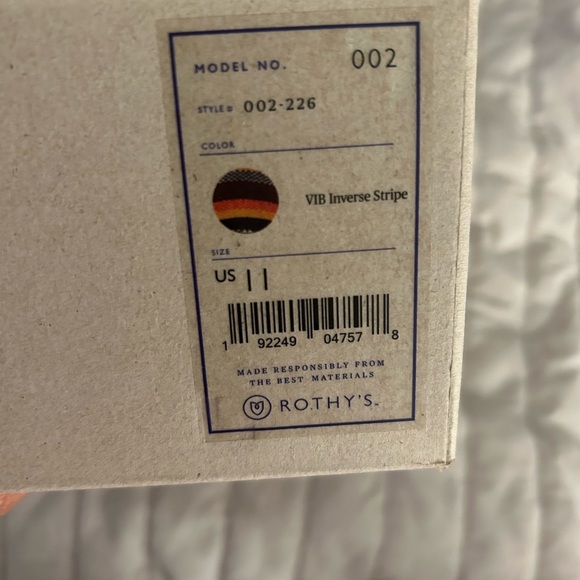 MODEL NO. 002
STYLE # 002-226
COLOR
VIB Inverse Stripe
SIZE
US 11
1 92249 04757 8
MADE RESPONSIBLY FROM
THE BEST MATERIALS
ROTHY'S™